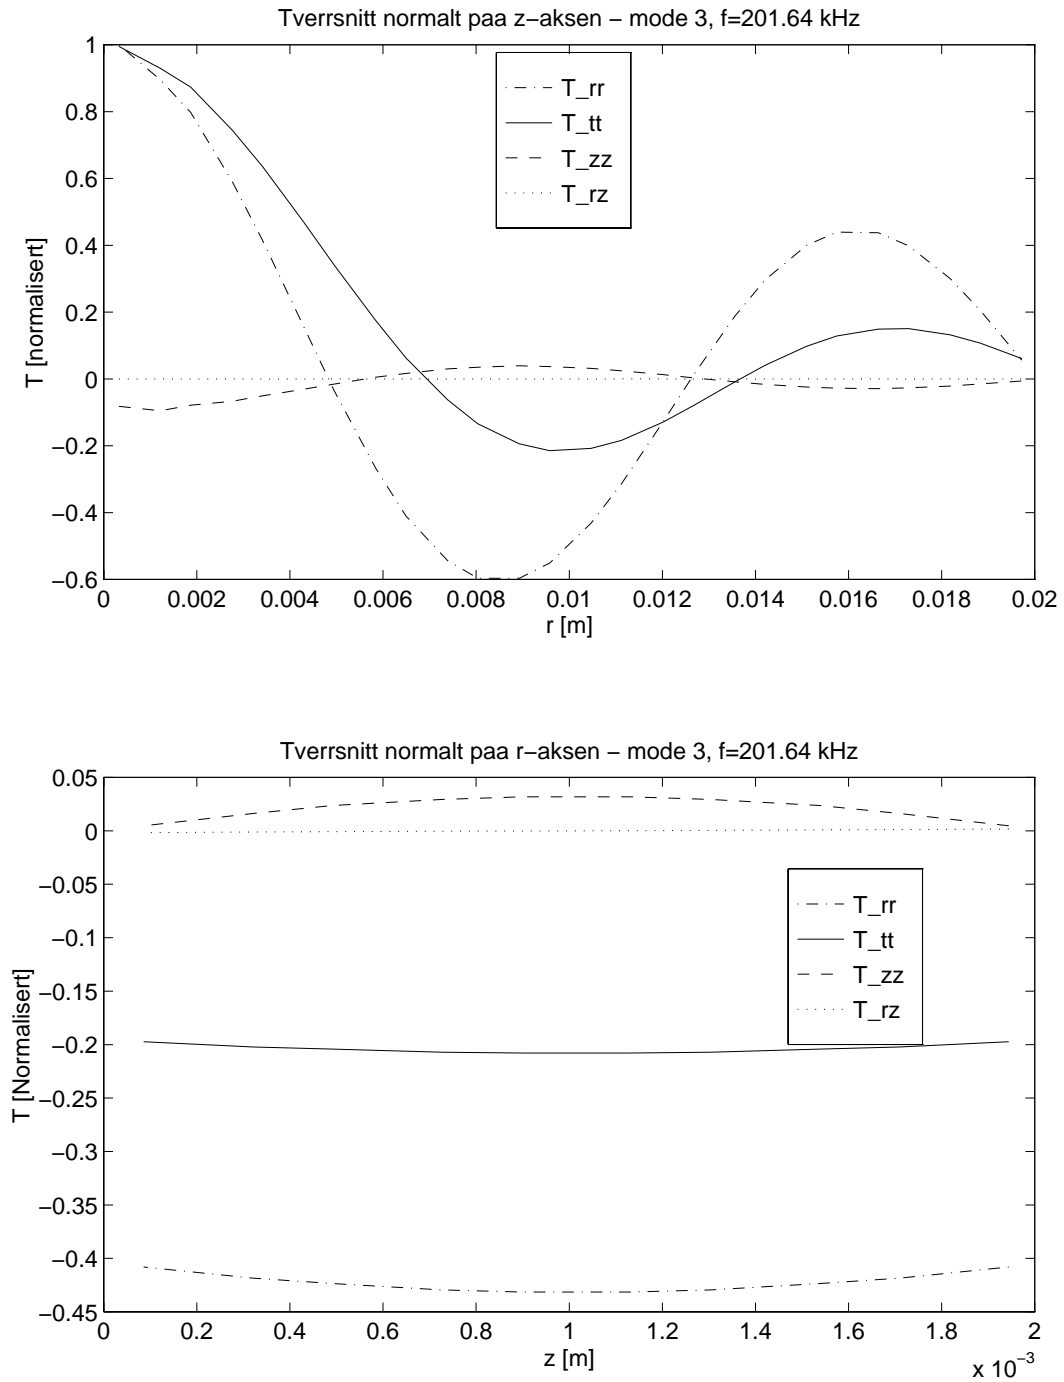 Tverrsnitt normalt paa z−aksen − mode 3, f=201.64 kHz
1
0.8
0.6
0.4
0.2
0
−0.2
−0.4
−0.6
T [normalisert]
T_rr
T_tt
T_zz
T_rz
0 0.002 0.004 0.006 0.008 0.01 0.012 0.014 0.016 0.018 0.02
r [m]
Tverrsnitt normalt paa r−aksen − mode 3, f=201.64 kHz
0.05
0
−0.05
−0.1
−0.15
−0.2
−0.25
−0.3
−0.35
−0.4
−0.45
T [Normalisert]
T_rr
T_tt
T_zz
T_rz
0 0.2 0.4 0.6 0.8 1 1.2 1.4 1.6 1.8 2
z [m]
x 10⁻³